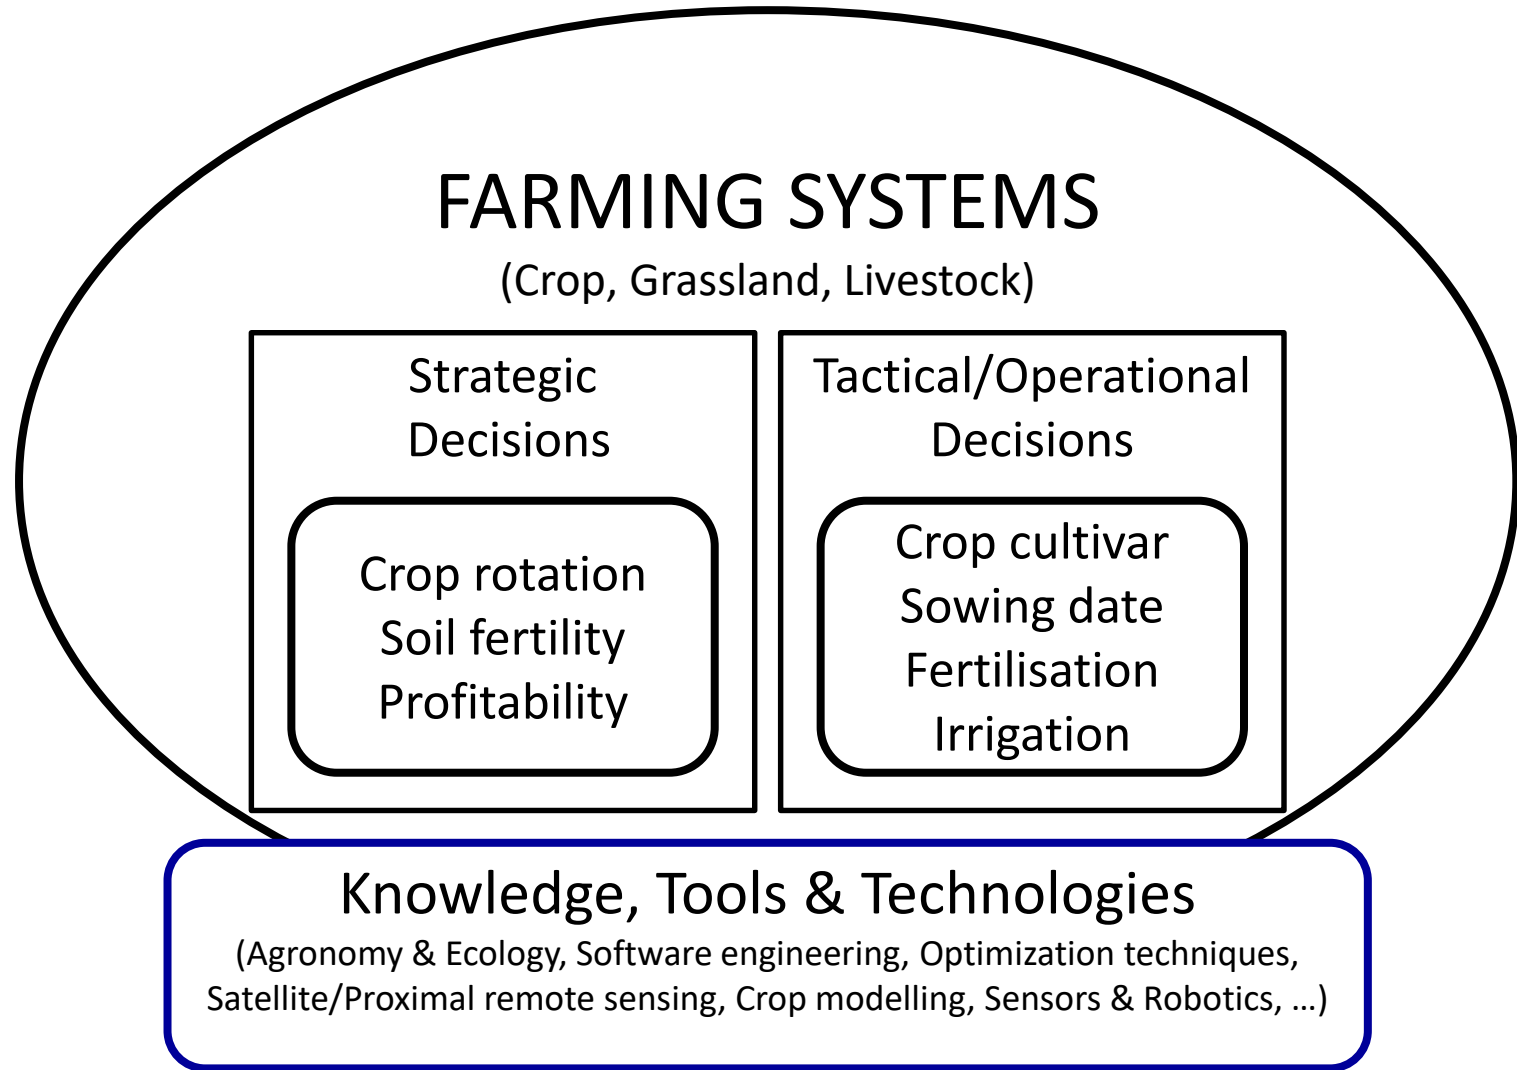 FARMING SYSTEMS
(Crop, Grassland, Livestock)
Strategic
Decisions
Crop rotation
Soil fertility
Profitability
Tactical/Operational
Decisions
Crop cultivar
Sowing date
Fertilisation
Irrigation
Knowledge, Tools & Technologies
(Agronomy & Ecology, Software engineering, Optimization techniques,
Satellite/Proximal remote sensing, Crop modelling, Sensors & Robotics, …)